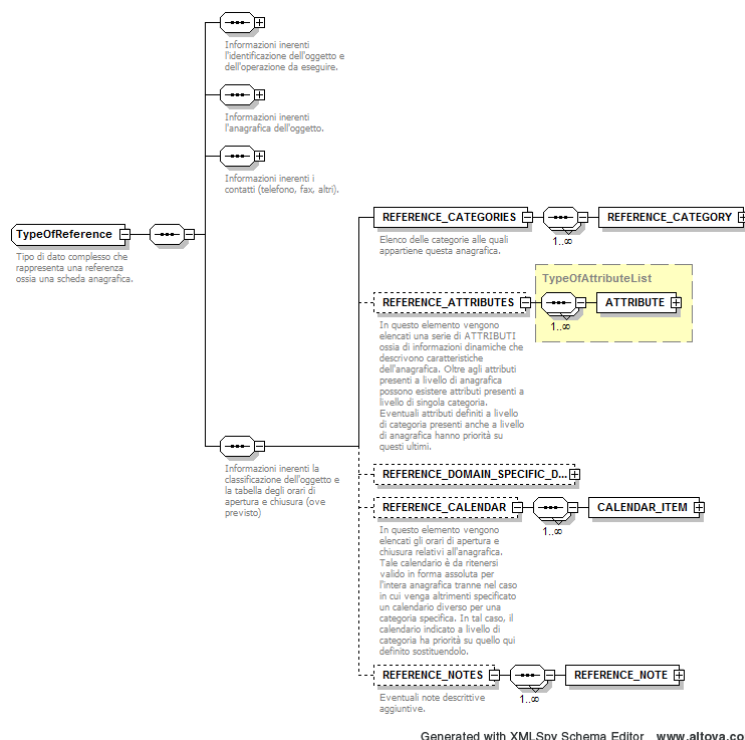 Informazioni inerenti
l'identificazione dell'oggetto e
dell'operazione da eseguire.
Informazioni inerenti
l'anagrafica dell'oggetto.
Informazioni inerenti i
contatti (telefono, fax, altri).
TypeOfReference
Tipo di dato complesso che
rappresenta una referenza
ossia una scheda anagrafica.
Informazioni inerenti la
classificazione dell'oggetto e
la tabella degli orari di
apertura e chiusura (ove
previsto)
REFERENCE_CATEGORIES
1..∞
REFERENCE_CATEGORY
Elenco delle categorie alle quali
appartiene questa anagrafica.
TypeOfAttributeList
REFERENCE_ATTRIBUTES
1..∞
ATTRIBUTE
In questo elemento vengono
elencati una serie di ATTRIBUTI
ossia di informazioni dinamiche che
descrivono caratteristiche
dell'anagrafica. Oltre agli attributi
presenti a livello di anagrafica
possono esistere attributi presenti a
livello di singola categoria.
Eventuali attributi definiti a livello
di categoria presenti anche a livello
di anagrafica hanno priorità su
questi ultimi.
REFERENCE_DOMAIN_SPECIFIC_D...
REFERENCE_CALENDAR
1..∞
CALENDAR_ITEM
In questo elemento vengono
elencati gli orari di apertura e
chiusura relativi all'anagrafica.
Tale calendario è da ritenersi
valido in forma assoluta per
l'intera anagrafica tranne nel caso
in cui venga altrimenti specificato
un calendario diverso per una
categoria specifica. In tal caso, il
calendario indicato a livello di
categoria ha priorità su quello qui
definito sostituendolo.
REFERENCE_NOTES
1..∞
REFERENCE_NOTE
Eventuali note descrittive
aggiuntive.
Generated with XMLSpy Schema Editor www.altova.co